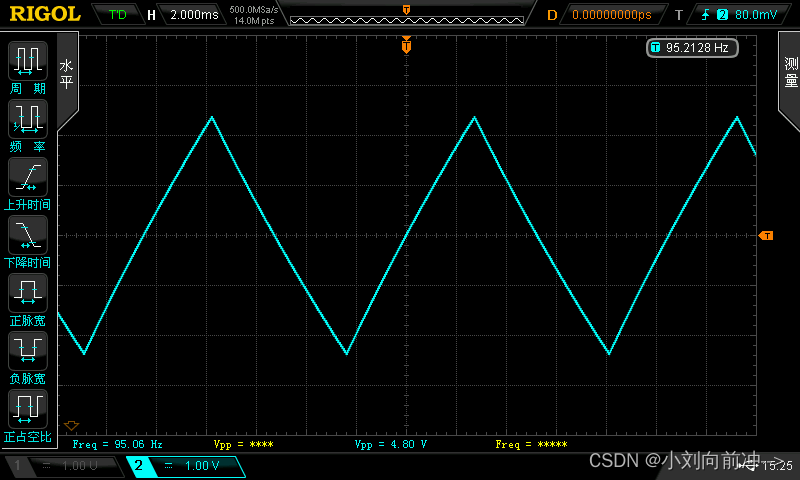 RIGOL T'D H 2.000ms 500.0MSa/s 14.0M pts T D 0.00000000ps T 2 80.0mV
T 95.2128 Hz
T
水平
测量
周 期
频 率
上升时间
T
下降时间
正脉宽
负脉宽
正占空比
Freq = 95.06 Hz Vpp = **** Vpp = 4.80 V Freq = *****
1 = 1.00 V 2 = 1.00 V
CSDN @小刘向前冲-->
15:25